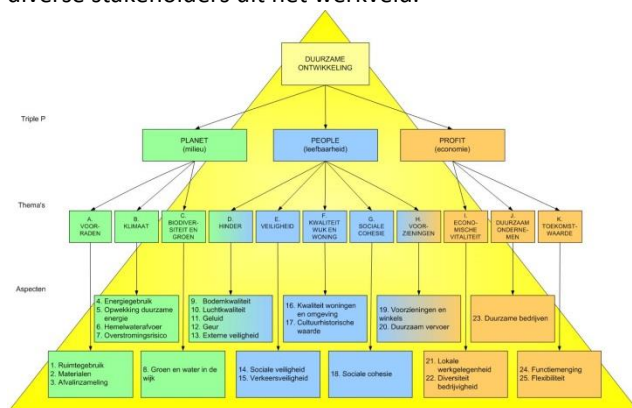 diverse stakeholders uit het werkveld.
DUURZAME
ONTWIKKELING
Triple P
PLANET
(milieu)
PEOPLE
(leefbaarheid)
PROFIT
(economie)
Thema's
A.
VOOR-
RADEN
B.
KLIMAAT
C.
BIODIVER-
SITEIT EN
GROEN
D.
HINDER
E.
VEILIGHEID
F.
KWALITEIT
WIJK EN
WONING
G.
SOCIALE
COHESIE
H.
VOOR-
ZIENINGEN
I.
ECONO-
MISCHE
VITALITEIT
J.
DUURZAAM
ONDERNE-
MEN
K.
TOEKOMST-
WAARDE
Aspecten
4. Energiegebruik
5. Opwekking duurzame
energie
6. Hemelwaterafvoer
7. Overstromingsrisico
9. Bodemkwaliteit
10. Luchtkwaliteit
11. Geluid
12. Geur
13. Externe veiligheid
16. Kwaliteit woningen
en omgeving
17. Cultuurhistorische
waarde
19. Voorzieningen en
winkels
20. Duurzaam vervoer
23. Duurzame bedrijven
1. Ruimtegebruik
2. Materialen
3. Afvalinzameling
8. Groen en water in de
wijk
14. Sociale veiligheid
15. Verkeersveiligheid
18. Sociale cohesie
21. Lokale
werkgelegenheid
22. Diversiteit
bedrijvigheid
24. Functiemenging
25. Flexibiliteit